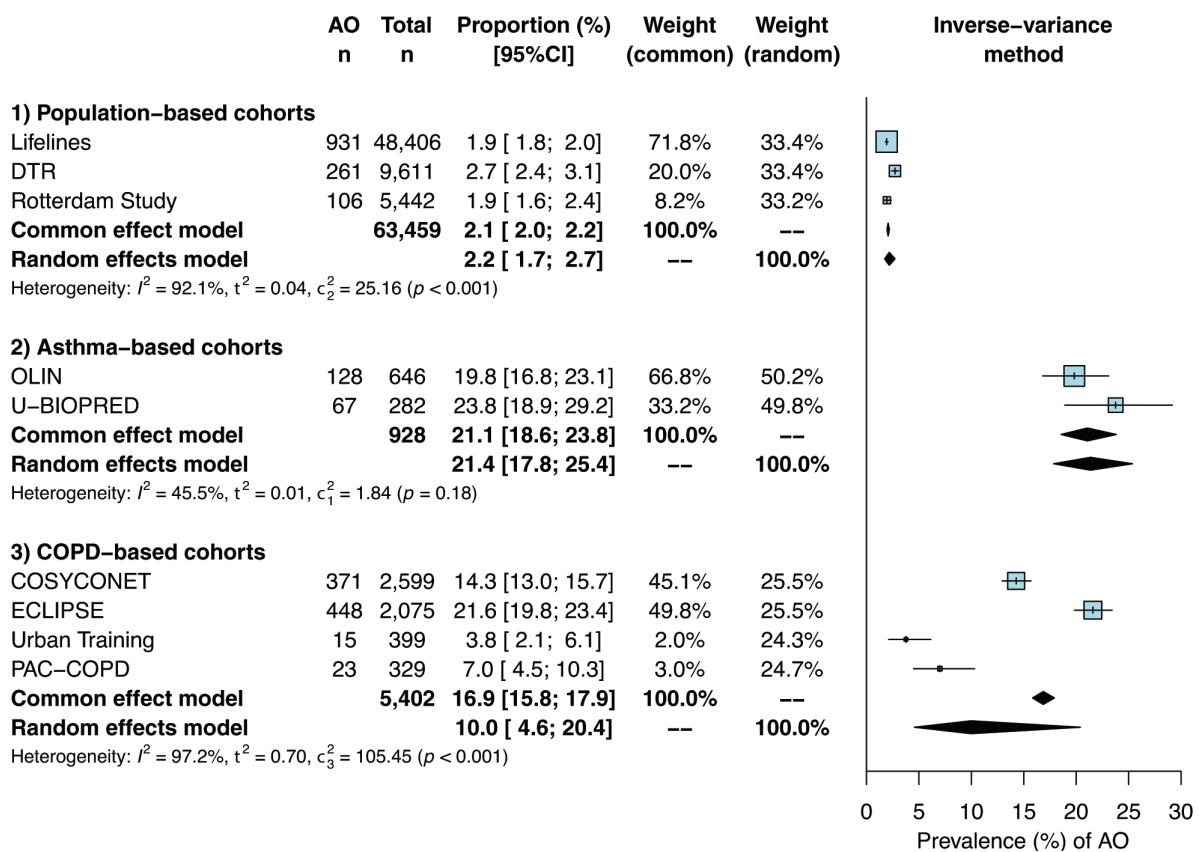 AO Total Proportion (%) Weight Weight Inverse−variance
n n [95%CI] (common) (random) method
1) Population−based cohorts
Lifelines 931 48,406 1.9 [ 1.8; 2.0] 71.8% 33.4%
DTR 261 9,611 2.7 [ 2.4; 3.1] 20.0% 33.4%
Rotterdam Study 106 5,442 1.9 [ 1.6; 2.4] 8.2% 33.2%
Common effect model 63,459 2.1 [ 2.0; 2.2] 100.0% −−
Random effects model 2.2 [ 1.7; 2.7] −− 100.0%
Heterogeneity: I² = 92.1%, t² = 0.04, c²₂ = 25.16 (p < 0.001)
2) Asthma−based cohorts
OLIN 128 646 19.8 [16.8; 23.1] 66.8% 50.2%
U−BIOPRED 67 282 23.8 [18.9; 29.2] 33.2% 49.8%
Common effect model 928 21.1 [18.6; 23.8] 100.0% −−
Random effects model 21.4 [17.8; 25.4] −− 100.0%
Heterogeneity: I² = 45.5%, t² = 0.01, c²₁ = 1.84 (p = 0.18)
3) COPD−based cohorts
COSYCONET 371 2,599 14.3 [13.0; 15.7] 45.1% 25.5%
ECLIPSE 448 2,075 21.6 [19.8; 23.4] 49.8% 25.5%
Urban Training 15 399 3.8 [ 2.1; 6.1] 2.0% 24.3%
PAC−COPD 23 329 7.0 [ 4.5; 10.3] 3.0% 24.7%
Common effect model 5,402 16.9 [15.8; 17.9] 100.0% −−
Random effects model 10.0 [ 4.6; 20.4] −− 100.0%
Heterogeneity: I² = 97.2%, t² = 0.70, c²₃ = 105.45 (p < 0.001)
0 5 10 15 20 25 30
Prevalence (%) of AO